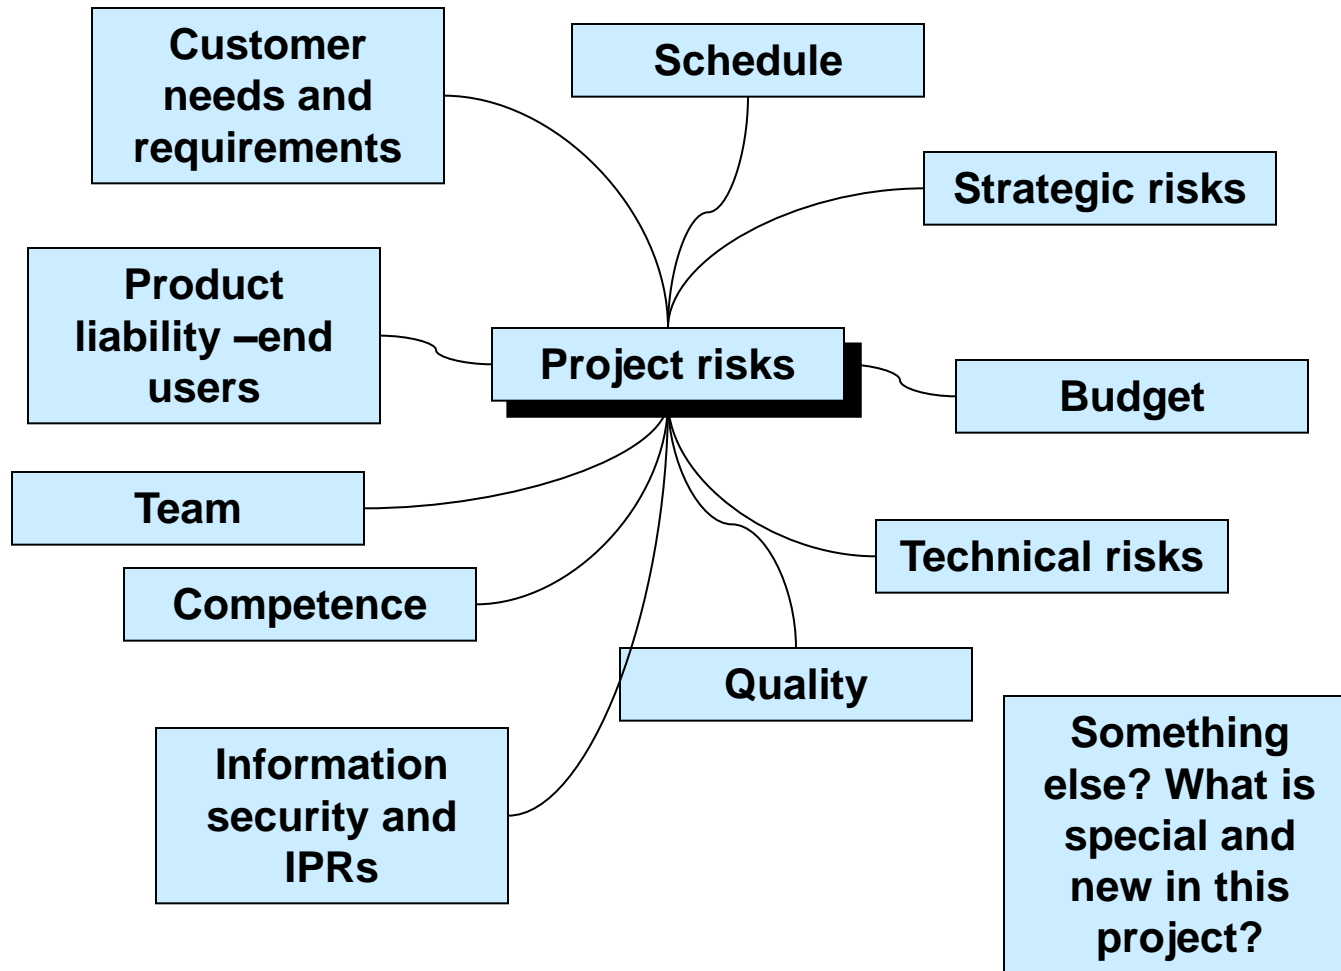 Customer
needs and
requirements
Schedule
Strategic risks
Product
liability –end
users
Project risks
Budget
Team
Technical risks
Competence
Quality
Information
security and
IPRs
Something
else? What is
special and
new in this
project?